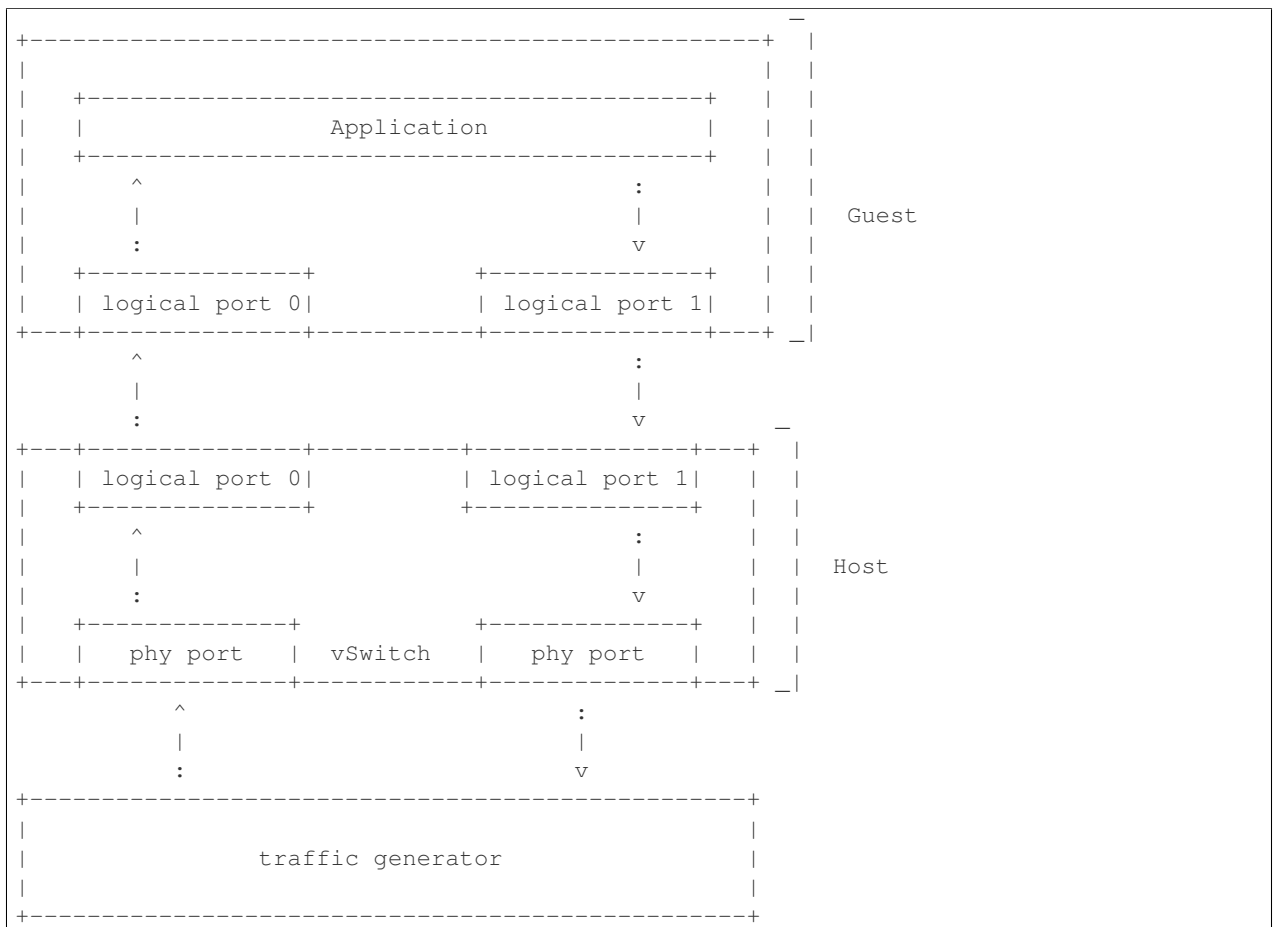 Application
Guest
logical port 0 logical port 1
logical port 0 logical port 1
Host
phy port vSwitch phy port
traffic generator